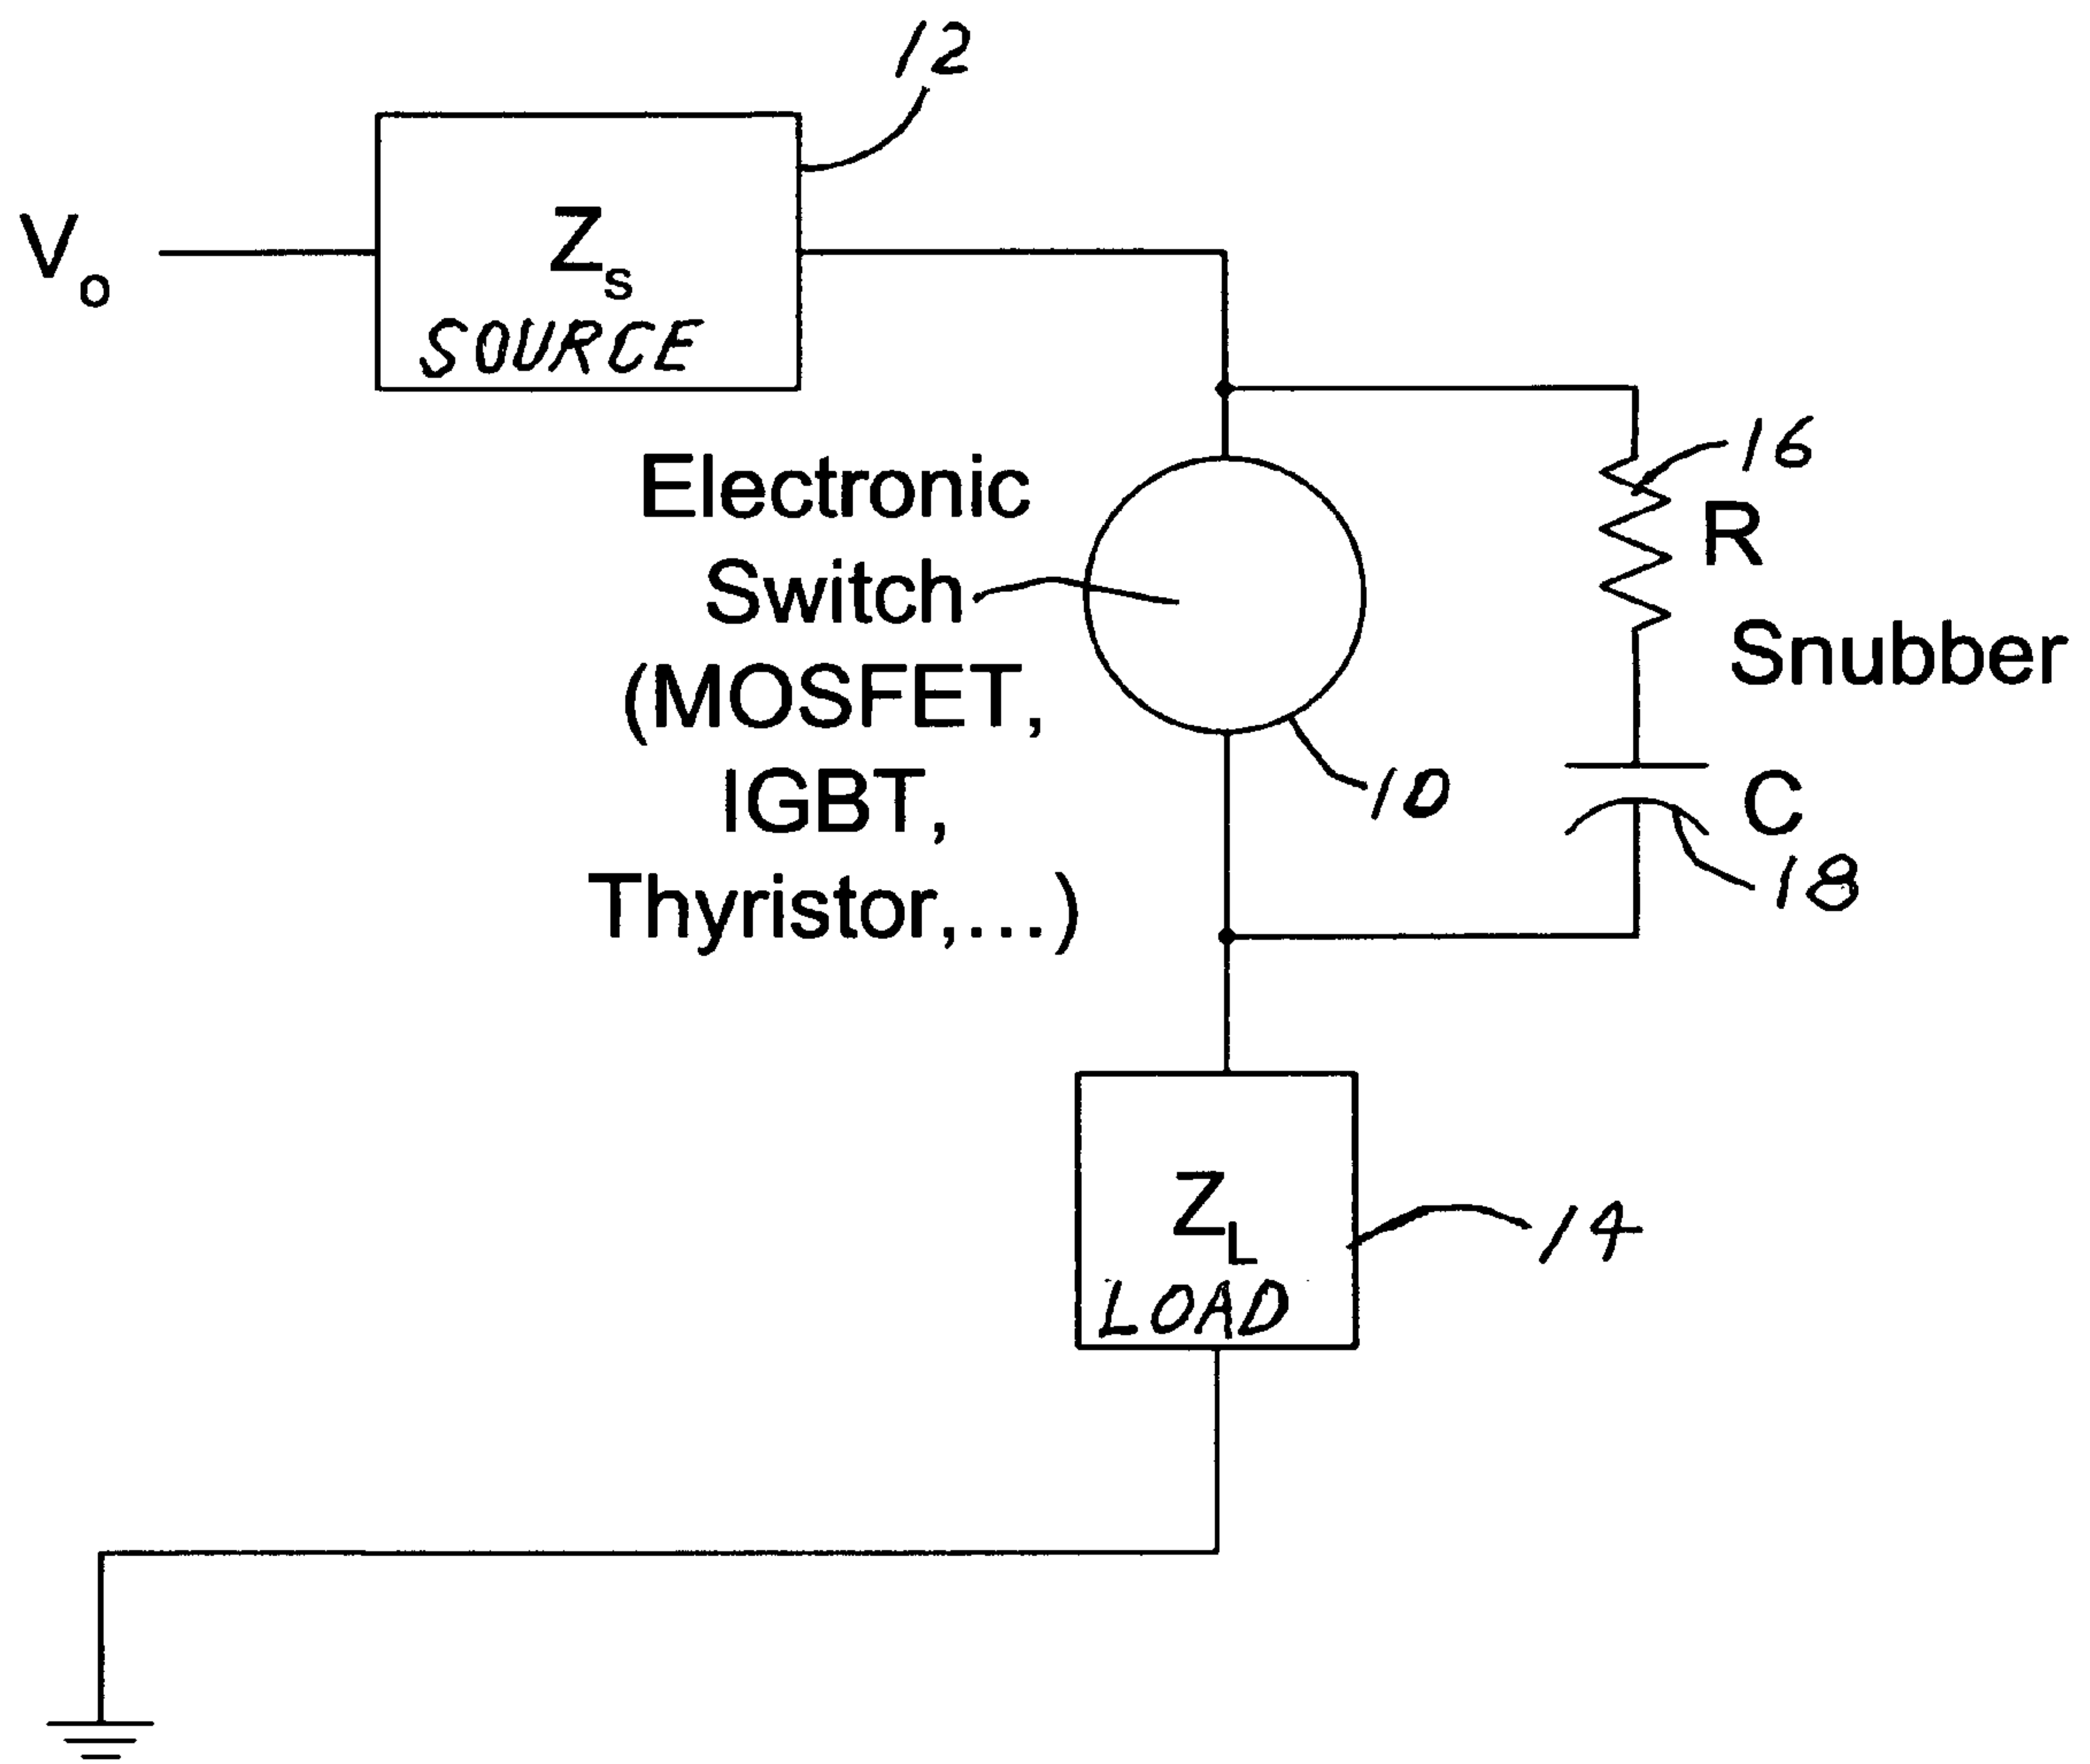 12
Vo
Zs
SOURCE
16
Electronic
Switch
(MOSFET,
IGBT,
Thyristor,...)
R
Snubber
10
C
18
ZL
LOAD
14